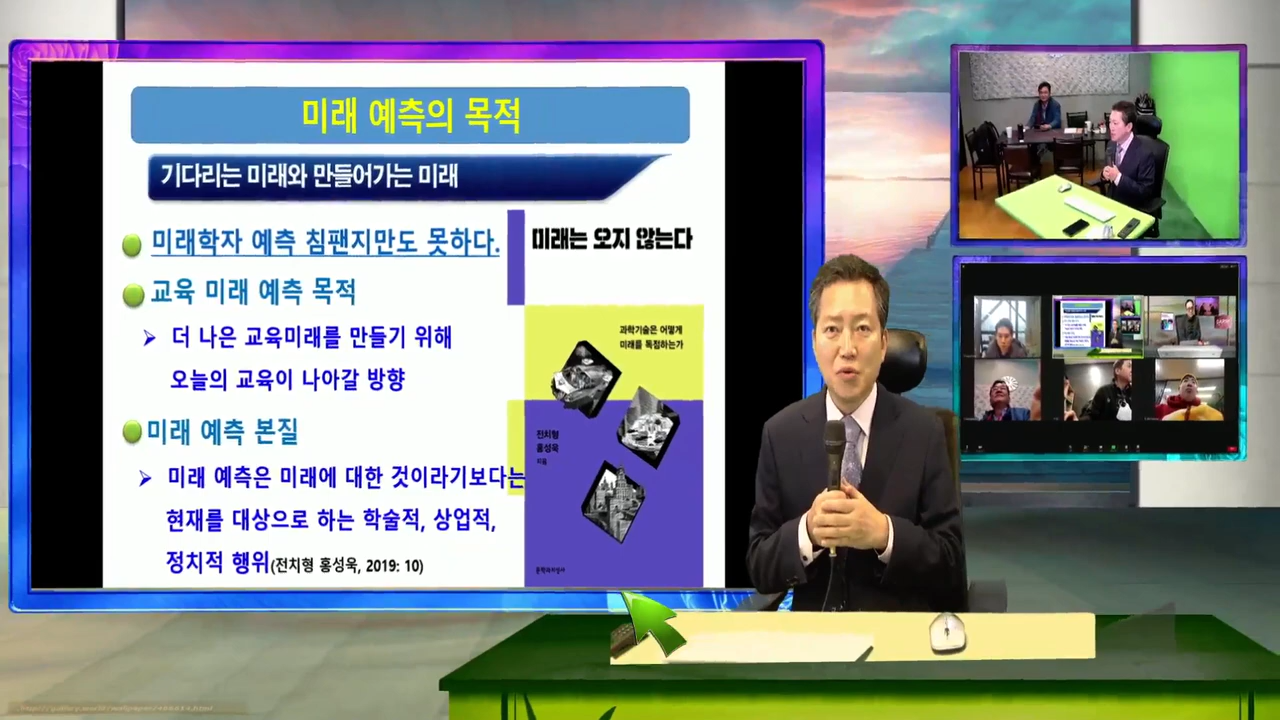 미래 예측의 목적
기다리는 미래와 만들어가는 미래
미래학자 예측 침팬지만도 못하다.
교육 미래 예측 목적
더 나은 교육미래를 만들기 위해
오늘의 교육이 나아갈 방향
미래 예측 본질
미래 예측은 미래에 대한 것이라기보다는
현재를 대상으로 하는 학술적, 상업적,
정치적 행위(전치형 홍성욱, 2019: 10)
미래는 오지 않는다
과학기술은 어떻게
미래를 독점하는가
전치형
홍성욱
지음
문학과지성사